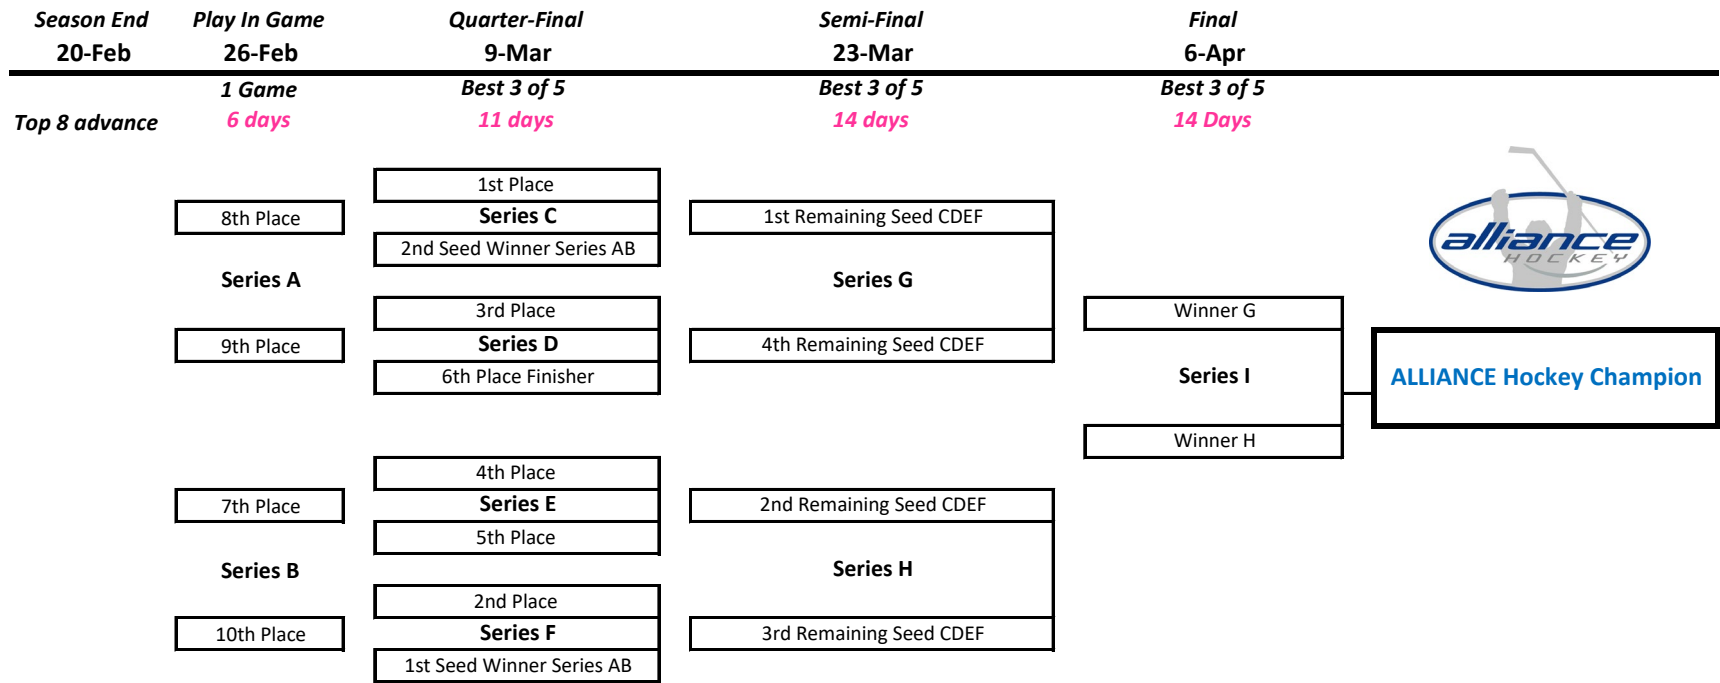 Season End Play In Game Quarter-Final Semi-Final Final
20-Feb 26-Feb 9-Mar 23-Mar 6-Apr
1 Game Best 3 of 5 Best 3 of 5 Best 3 of 5
Top 8 advance 6 days 11 days 14 days 14 Days
1st Place
8th Place Series C 1st Remaining Seed CDEF
2nd Seed Winner Series AB
Series A Series G
3rd Place Winner G
9th Place Series D 4th Remaining Seed CDEF
6th Place Finisher Series I ALLIANCE Hockey Champion
Winner H
4th Place
7th Place Series E 2nd Remaining Seed CDEF
5th Place
Series B Series H
2nd Place
10th Place Series F 3rd Remaining Seed CDEF
1st Seed Winner Series AB
alliance
HOCKEY